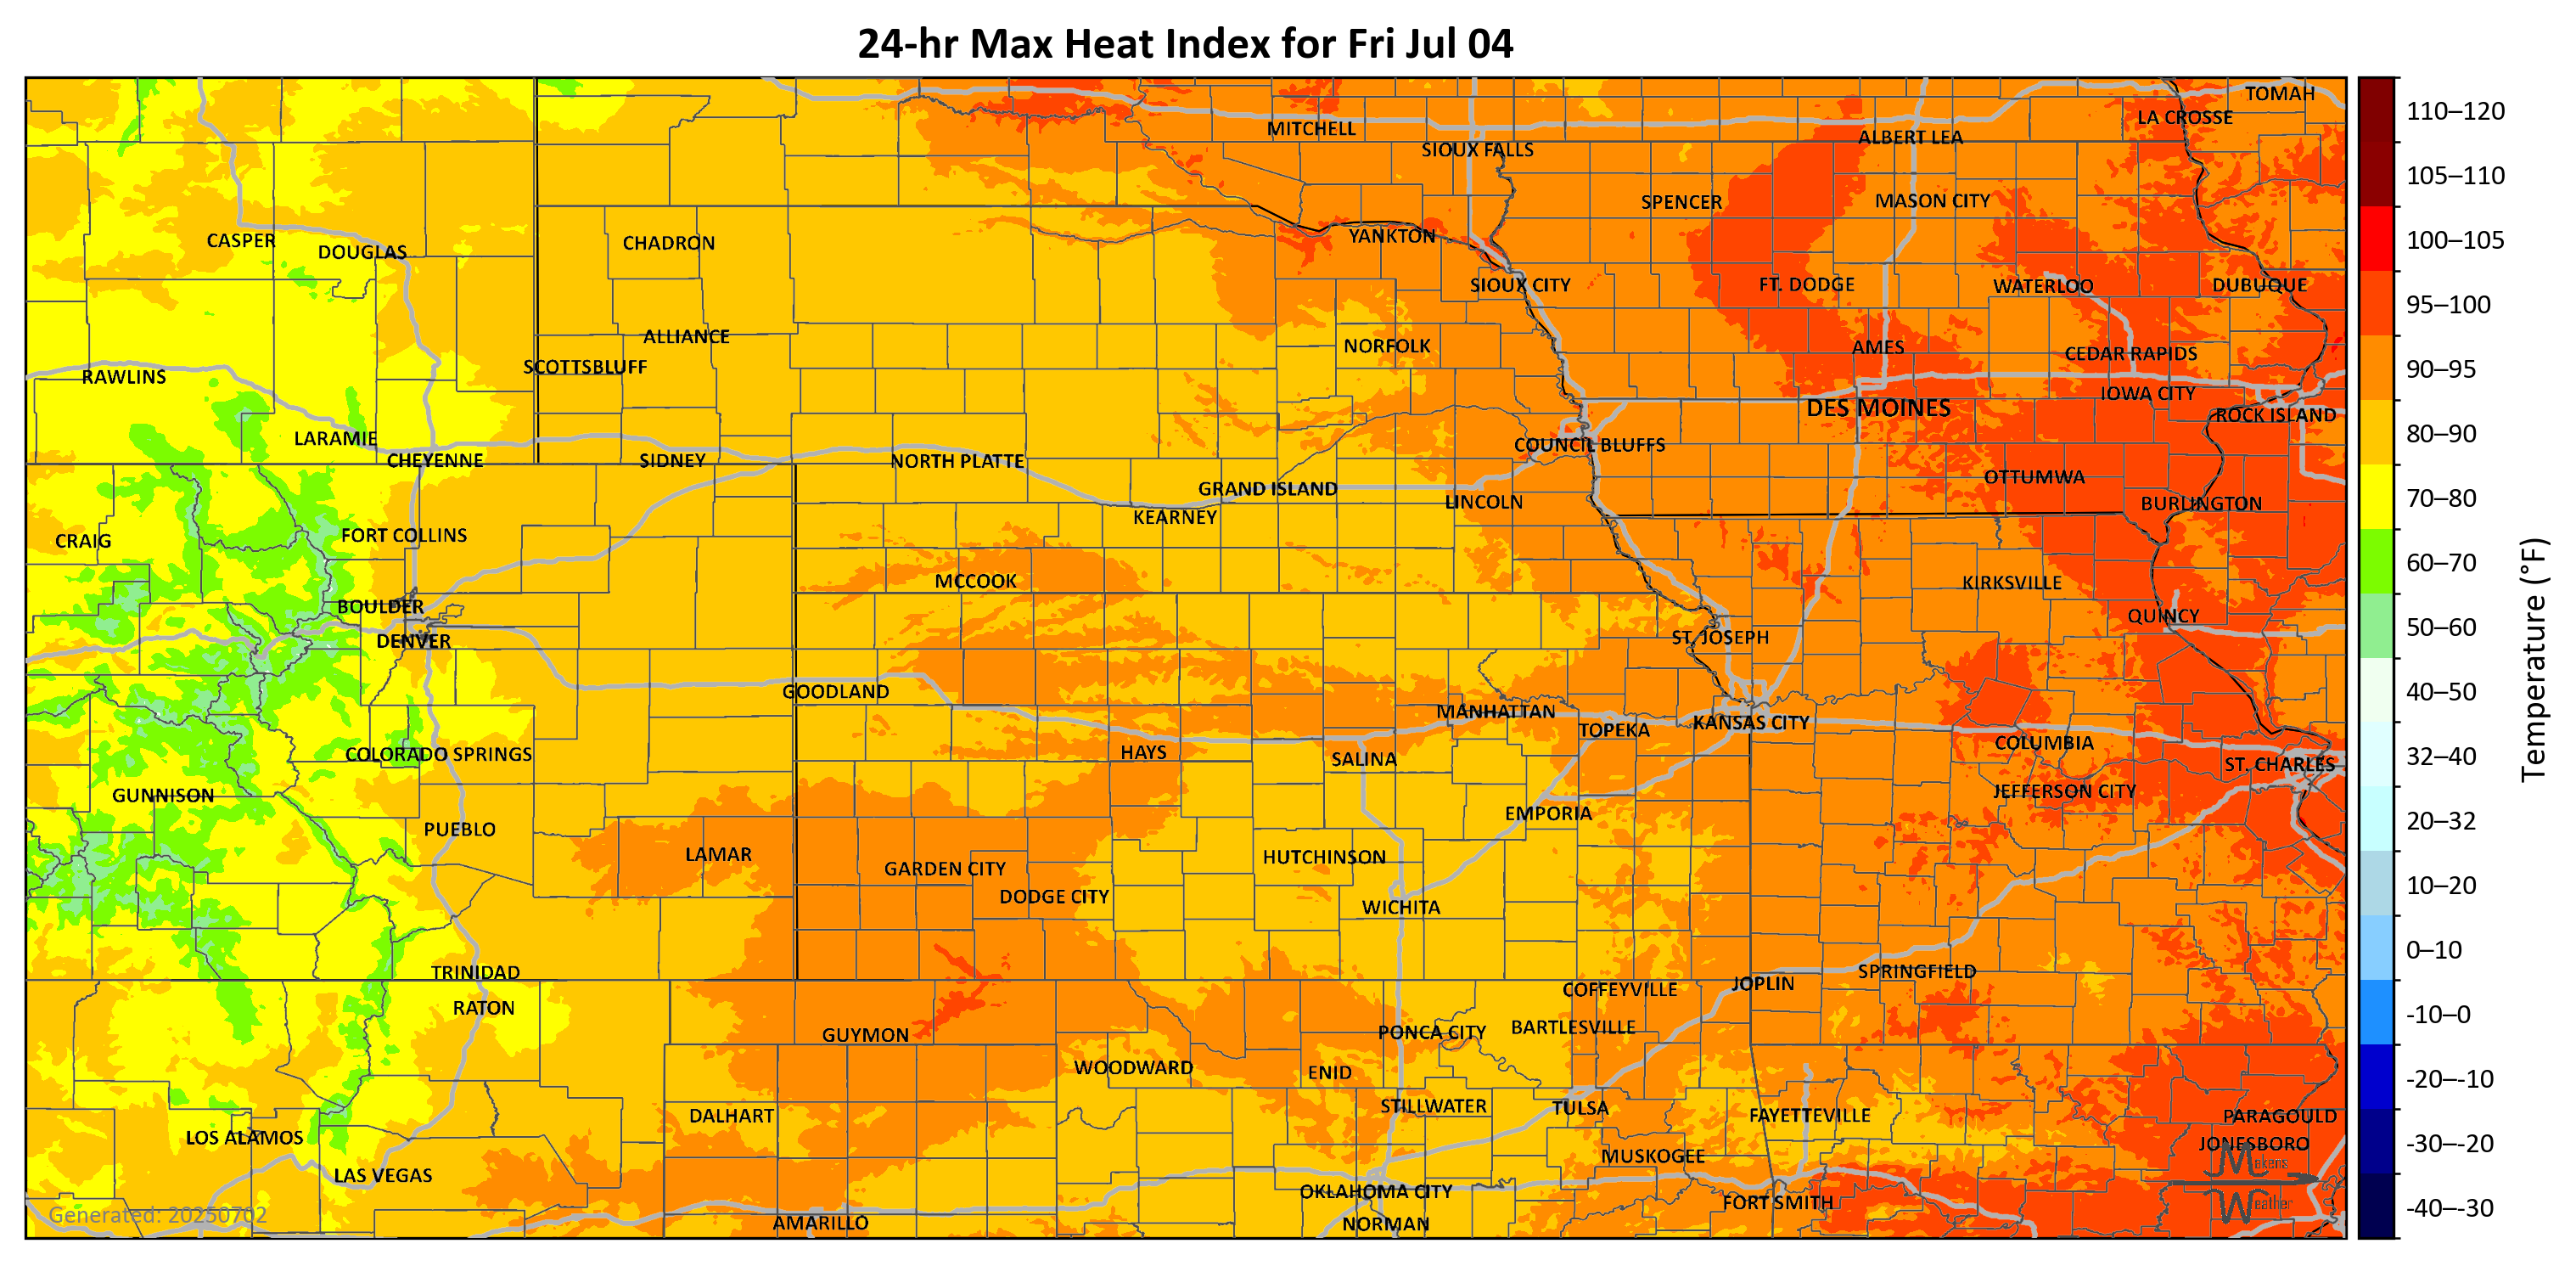 24-hr Max Heat Index for Fri Jul 04
TOMAH
LA CROSSE
MITCHELL
ALBERT LEA
SIOUX FALLS
SPENCER
MASON CITY
YANKTON
CASPER
CHADRON
DOUGLAS
SIOUX CITY
FT. DODGE
WATERLOO
DUBUQUE
ALLIANCE
NORFOLK
AMES
CEDAR RAPIDS
SCOTTSBLUFF
RAWLINS
IOWA CITY
DES MOINES
ROCK ISLAND
LARAMIE
COUNCIL BLUFFS
CHEYENNE
SIDNEY
NORTH PLATTE
OTTUMWA
GRAND ISLAND
LINCOLN
BURLINGTON
KEARNEY
FORT COLLINS
CRAIG
MCCOOK
KIRKSVILLE
BOULDER
QUINCY
DENVER
ST. JOSEPH
GOODLAND
MANHATTAN
KANSAS CITY
TOPEKA
COLUMBIA
COLORADO SPRINGS
HAYS
SALINA
ST. CHARLES
GUNNISON
JEFFERSON CITY
EMPORIA
PUEBLO
LAMAR
HUTCHINSON
GARDEN CITY
DODGE CITY
WICHITA
TRINIDAD
SPRINGFIELD
JOPLIN
COFFEYVILLE
RATON
BARTLESVILLE
PONCA CITY
GUYMON
WOODWARD
ENID
STILLWATER
TULSA
DALHART
FAYETTEVILLE
PARAGOULD
LOS ALAMOS
JONESBORO
MUSKOGEE
LAS VEGAS
OKLAHOMA CITY
FORT SMITH
AMARILLO
NORMAN
Generated: 20250702
Makens
Weather
110–120
105–110
100–105
95–100
90–95
80–90
70–80
60–70
50–60
40–50
32–40
20–32
10–20
0–10
-10–0
-20–-10
-30–-20
-40–-30
Temperature (°F)